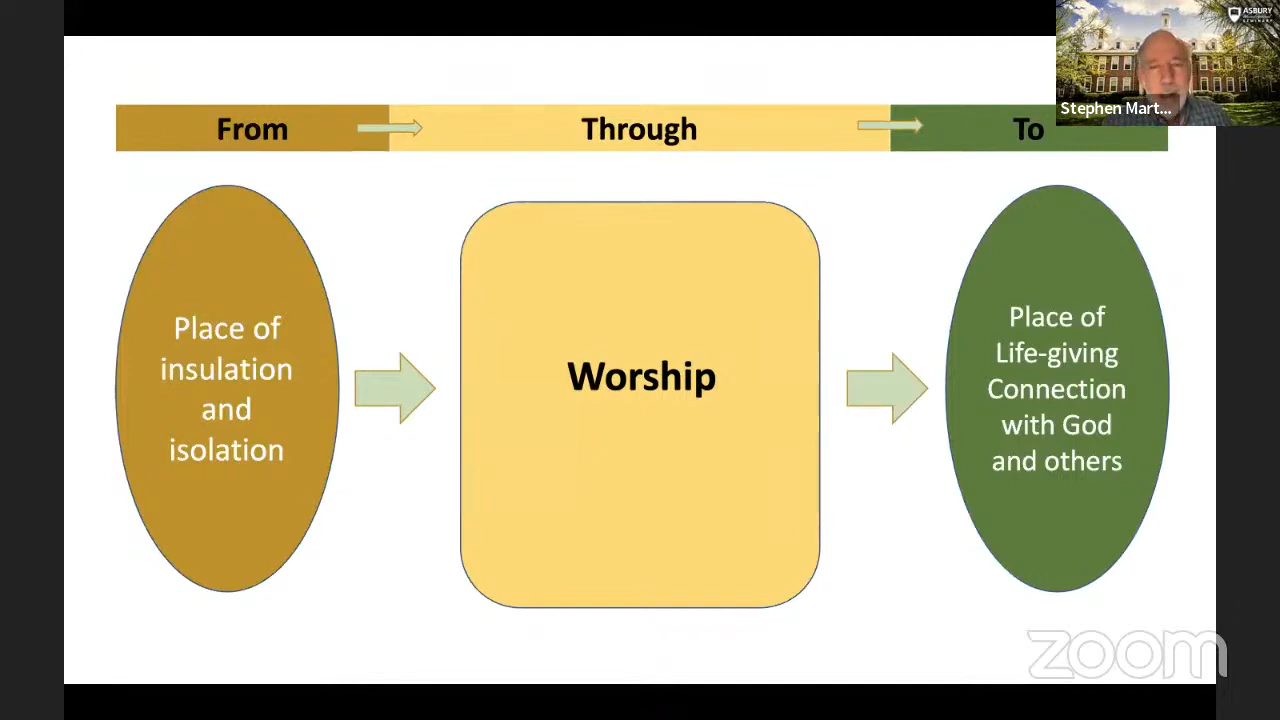 ASBURY
Stephen Mart...
From
Through
To
Place of
insulation
and
isolation
Worship
Place of
Life-giving
Connection
with God
and others
zoom